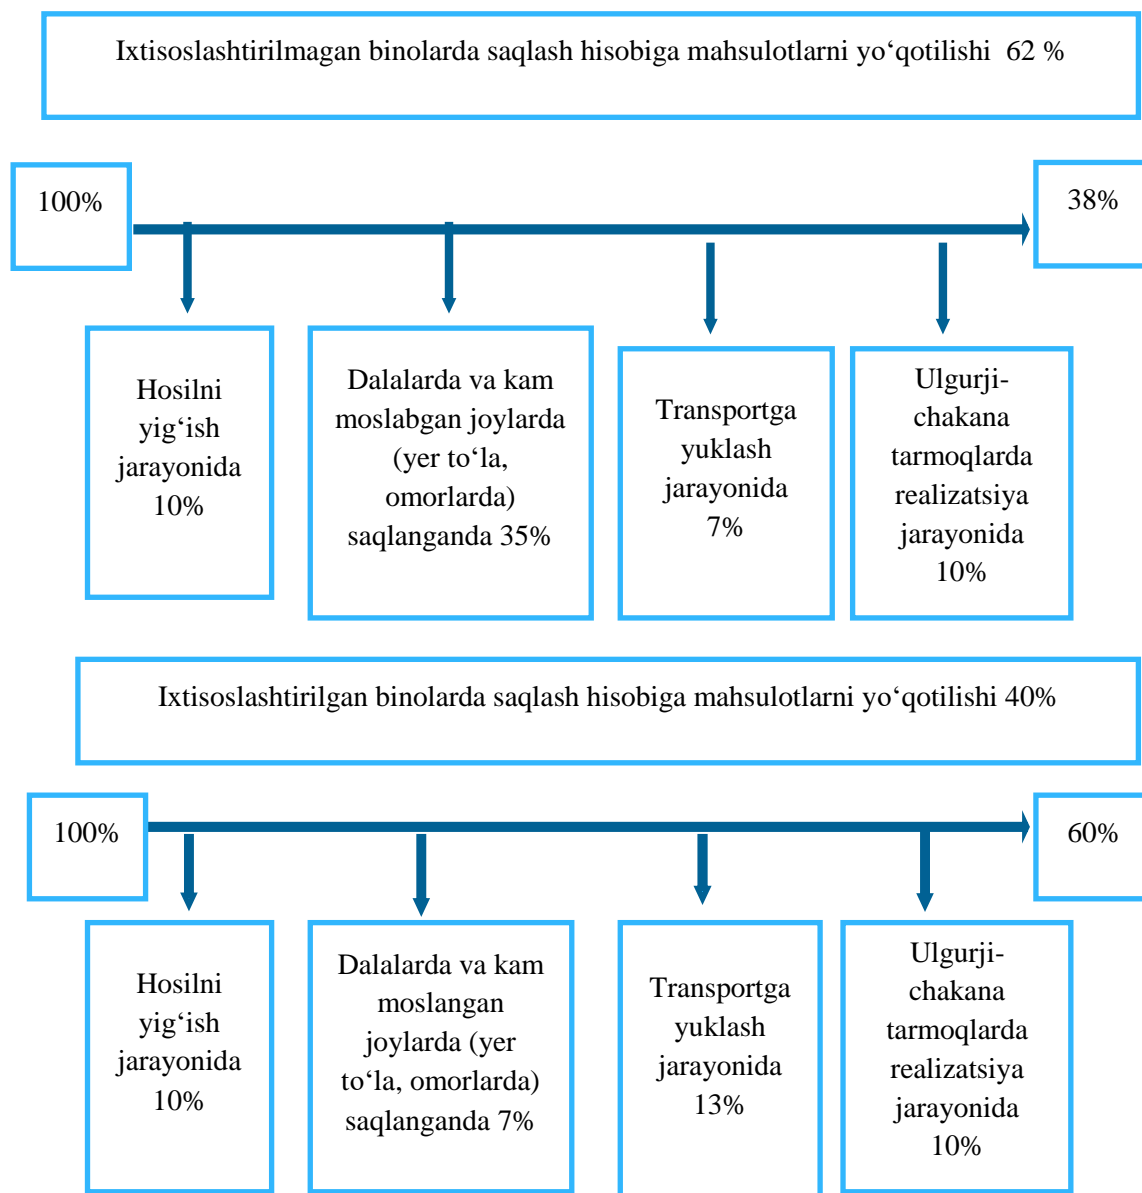 Ixtisoslashtirilmagan binolarda saqlash hisobiga mahsulotlarni yo‘qotilishi 62 %
100%
38%
Hosilni
yig‘ish
jarayonida
10%
Dalalarda va kam
moslabgan joylarda
(yer to‘la,
omorlarda)
saqlanganda 35%
Transportga
yuklash
jarayonida
7%
Ulgurji-
chakana
tarmoqlarda
realizatsiya
jarayonida
10%
Ixtisoslashtirilgan binolarda saqlash hisobiga mahsulotlarni yo‘qotilishi 40%
100%
60%
Hosilni
yig‘ish
jarayonida
10%
Dalalarda va kam
moslangan
joylarda (yer
to‘la, omorlarda)
saqlanganda 7%
Transportga
yuklash
jarayonida
13%
Ulgurji-
chakana
tarmoqlarda
realizatsiya
jarayonida
10%